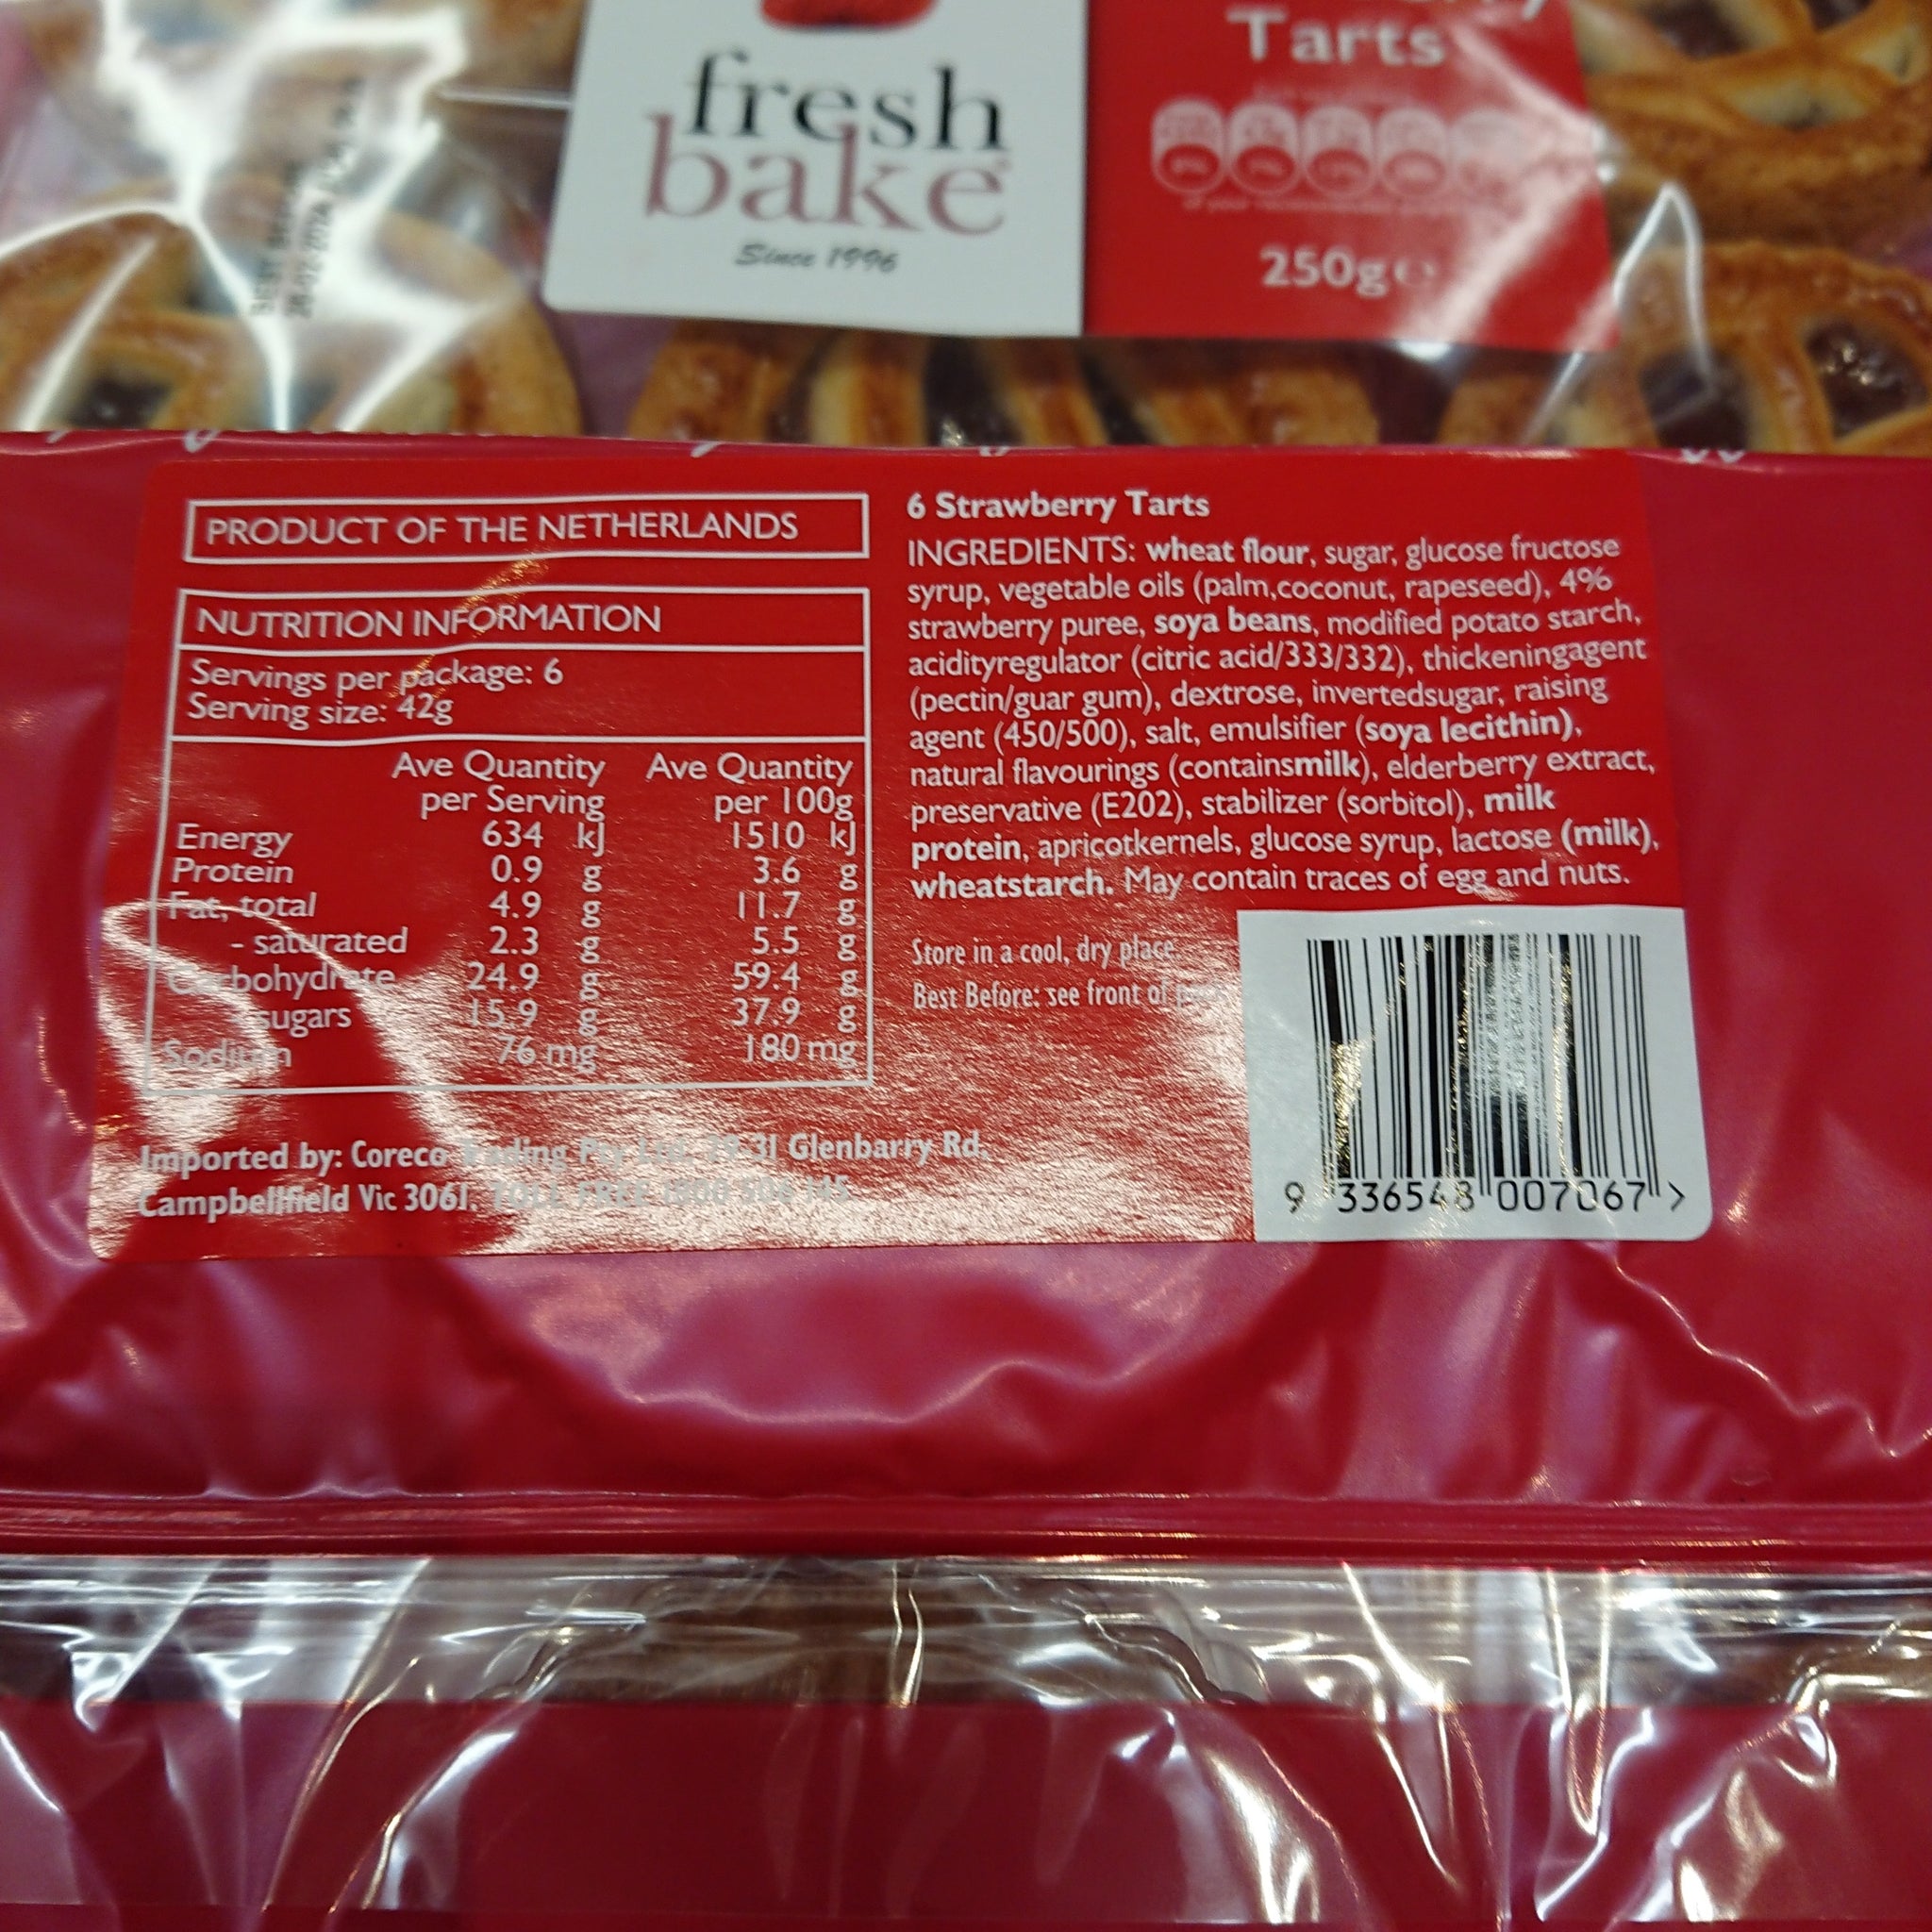 Tarts
fresh
bake
Since 1996
250g e
PRODUCT OF THE NETHERLANDS
NUTRITION INFORMATION
Servings per package: 6
Serving size: 42g
Ave Quantity per Serving Ave Quantity per 100g
Energy 634 kJ 1510 kJ
Protein 0.9 g 3.6 g
Fat, total 4.9 g 11.7 g
- saturated 2.3 g 5.5 g
Carbohydrate 24.9 g 59.4 g
sugars 15.9 g 37.9 g
Sodium 76 mg 180 mg
Imported by: Coreco Trading Pty Ltd, 31 Glenbarry Rd,
Campbellfield Vic 3061. TOLL FREE
6 Strawberry Tarts
INGREDIENTS: wheat flour, sugar, glucose fructose
syrup, vegetable oils (palm,coconut, rapeseed), 4%
strawberry puree, soya beans, modified potato starch,
acidityregulator (citric acid/333/332), thickeningagent
(pectin/guar gum), dextrose, invertedsugar, raising
agent (450/500), salt, emulsifier (soya lecithin),
natural flavourings (containsmilk), elderberry extract,
preservative (E202), stabilizer (sorbitol), milk
protein, apricotkernels, glucose syrup, lactose (milk),
wheatstarch. May contain traces of egg and nuts.
Store in a cool, dry place
Best Before: see front of
9 336548 007067 >